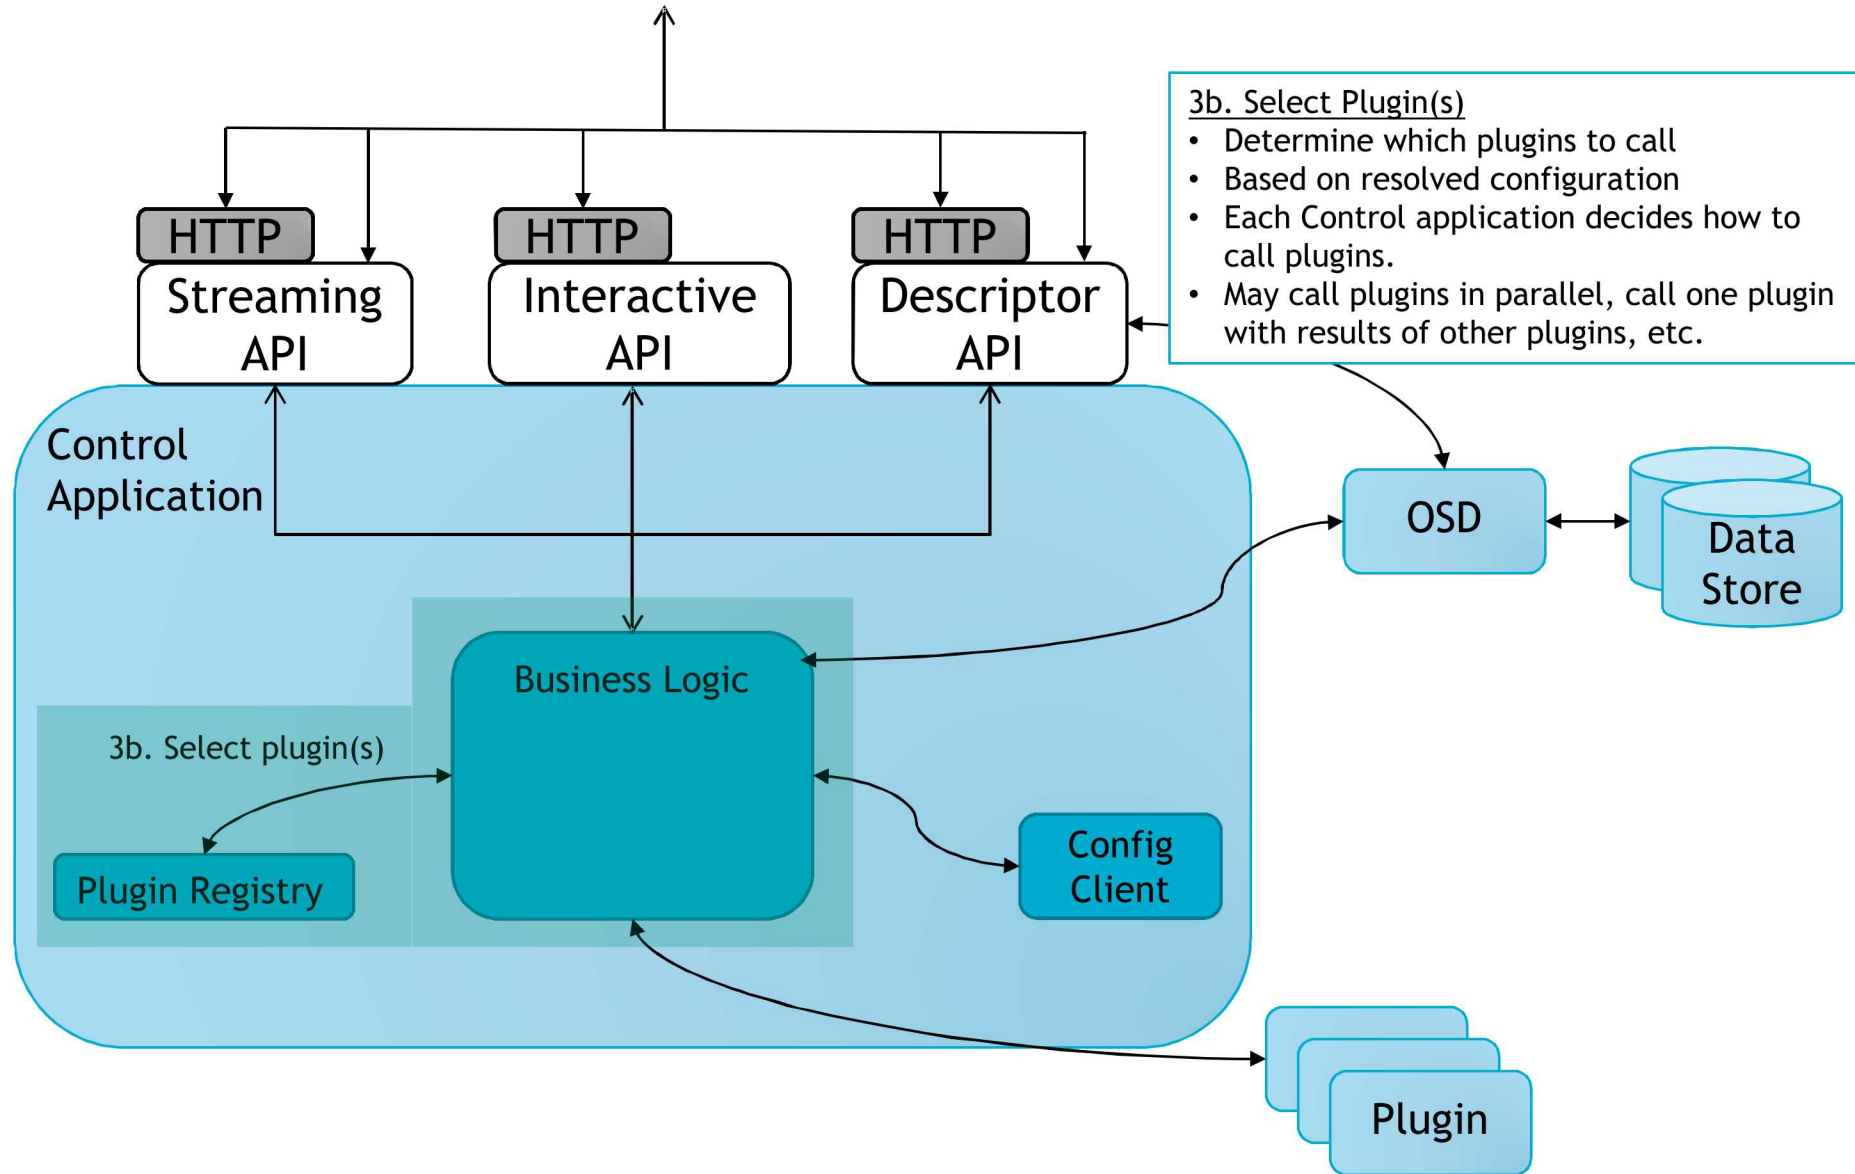 3b. Select Plugin(s)
• Determine which plugins to call
• Based on resolved configuration
• Each Control application decides how to
call plugins.
• May call plugins in parallel, call one plugin
with results of other plugins, etc.
HTTP
HTTP
HTTP
Streaming
API
Interactive
API
Descriptor
API
Control
Application
OSD
Data
Store
Business Logic
3b. Select plugin(s)
Plugin Registry
Config
Client
Plugin